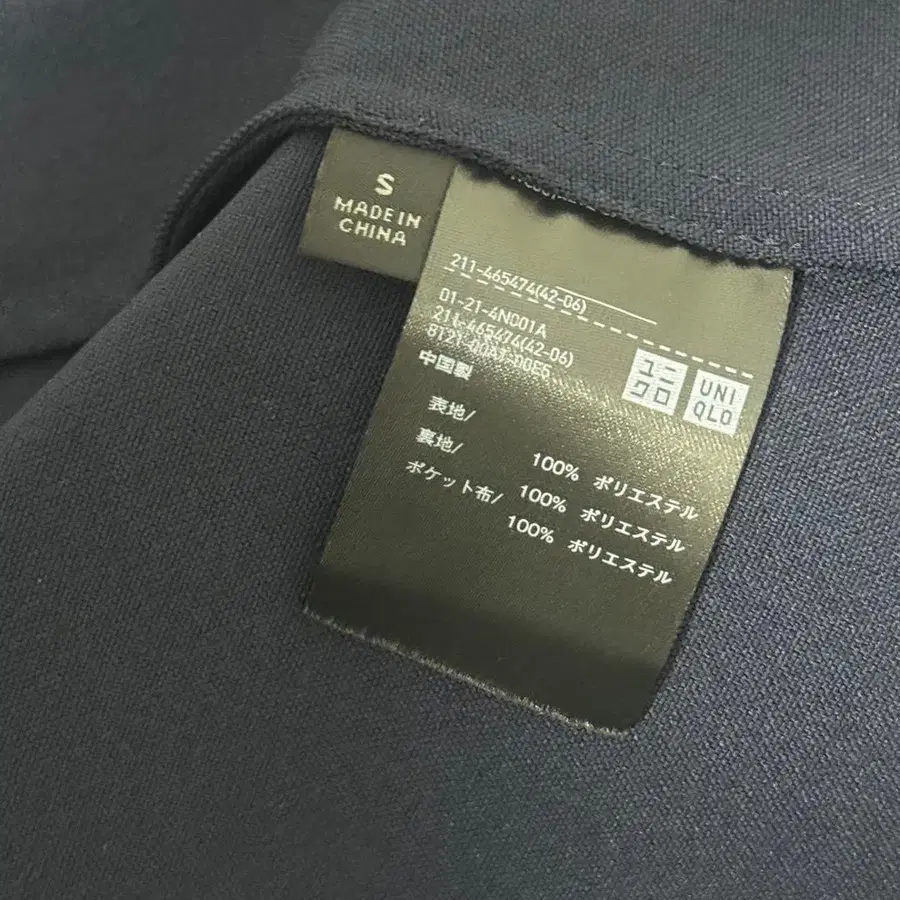 S
MADE IN
CHINA
211-465474(42-06)
01-21-4N001A
211-465474(42-06)
中国製
ユニ
クロ
UNI
QLO
表地/ 100% ポリエステル
裏地/ 100% ポリエステル
ポケット布/ 100% ポリエステル